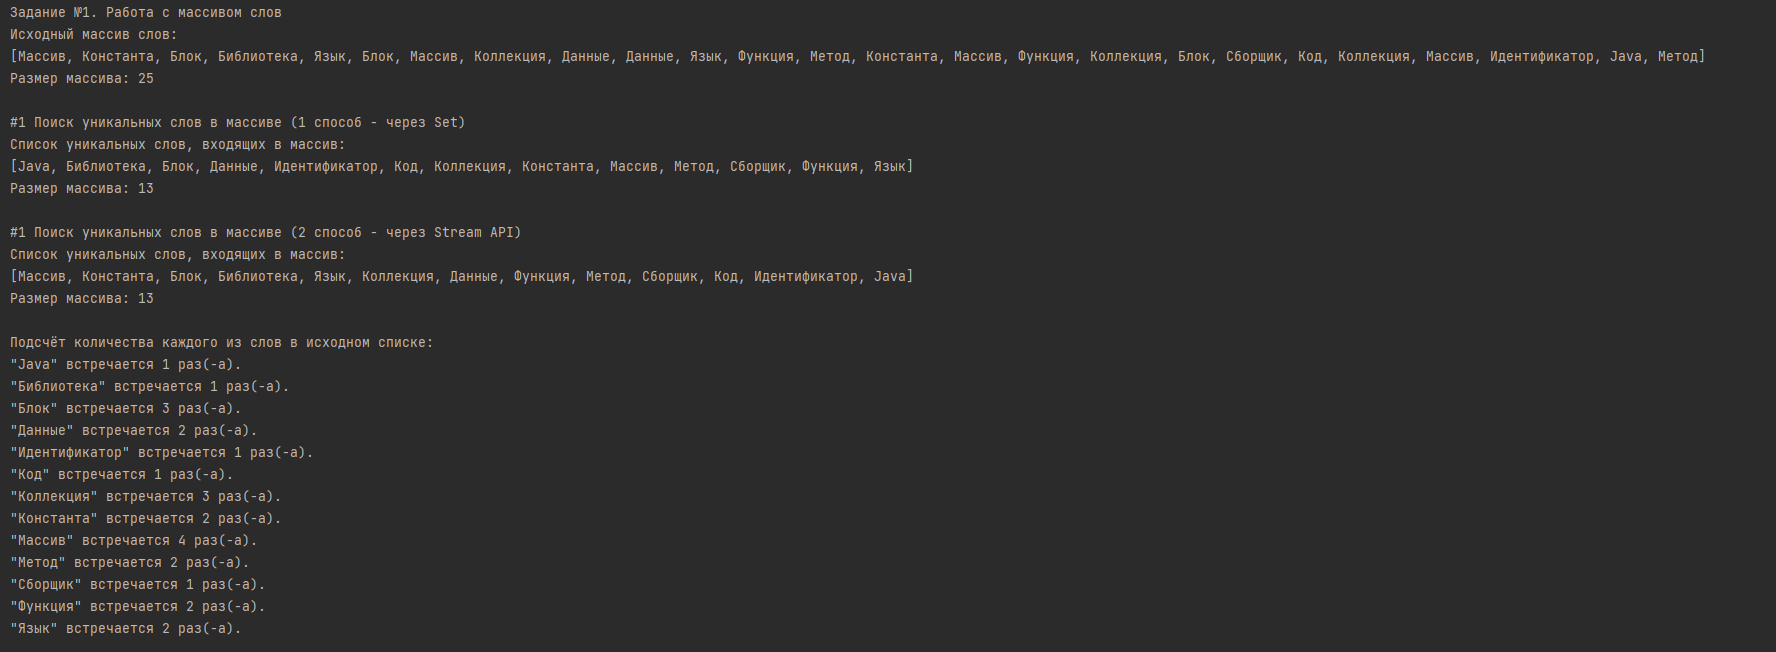 Задание №1. Работа с массивом слов
Исходный массив слов:
[Массив, Константа, Блок, Библиотека, Язык, Блок, Массив, Коллекция, Данные, Данные, Язык, Функция, Метод, Константа, Массив, Функция, Коллекция, Блок, Сборщик, Код, Коллекция, Массив, Идентификатор, Java, Метод]
Размер массива: 25
#1 Поиск уникальных слов в массиве (1 способ - через Set)
Список уникальных слов, входящих в массив:
[Java, Библиотека, Блок, Данные, Идентификатор, Код, Коллекция, Константа, Массив, Метод, Сборщик, Функция, Язык]
Размер массива: 13
#1 Поиск уникальных слов в массиве (2 способ - через Stream API)
Список уникальных слов, входящих в массив:
[Массив, Константа, Блок, Библиотека, Язык, Коллекция, Данные, Функция, Метод, Сборщик, Код, Идентификатор, Java]
Размер массива: 13
Подсчёт количества каждого из слов в исходном списке:
"Java" встречается 1 раз(-а).
"Библиотека" встречается 1 раз(-а).
"Блок" встречается 3 раз(-а).
"Данные" встречается 2 раз(-а).
"Идентификатор" встречается 1 раз(-а).
"Код" встречается 1 раз(-а).
"Коллекция" встречается 3 раз(-а).
"Константа" встречается 2 раз(-а).
"Массив" встречается 4 раз(-а).
"Метод" встречается 2 раз(-а).
"Сборщик" встречается 1 раз(-а).
"Функция" встречается 2 раз(-а).
"Язык" встречается 2 раз(-а).